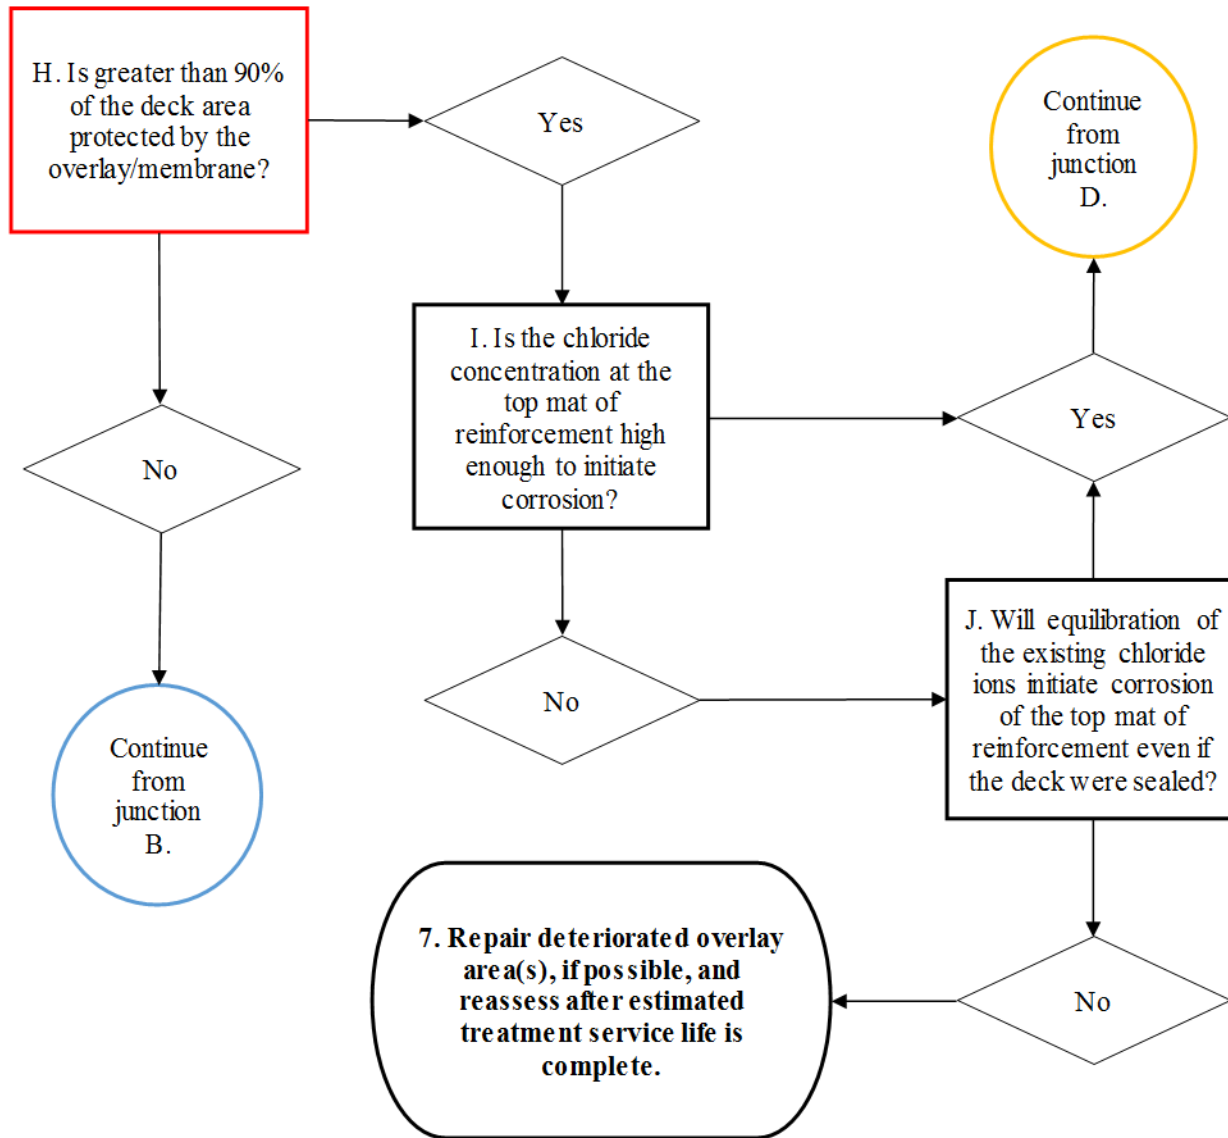 H. Is greater than 90%
of the deck area
protected by the
overlay/membrane?
Yes
Continue
from
junction
D.
I. Is the chloride
concentration at the
top mat of
reinforcement high
enough to initiate
corrosion?
Yes
No
J. Will equilibration of
the existing chloride
ions initiate corrosion
of the top mat of
reinforcement even if
the deck were sealed?
No
Continue
from
junction
B.
7. Repair deteriorated overlay
area(s), if possible, and
reassess after estimated
treatment service life is
complete.
No